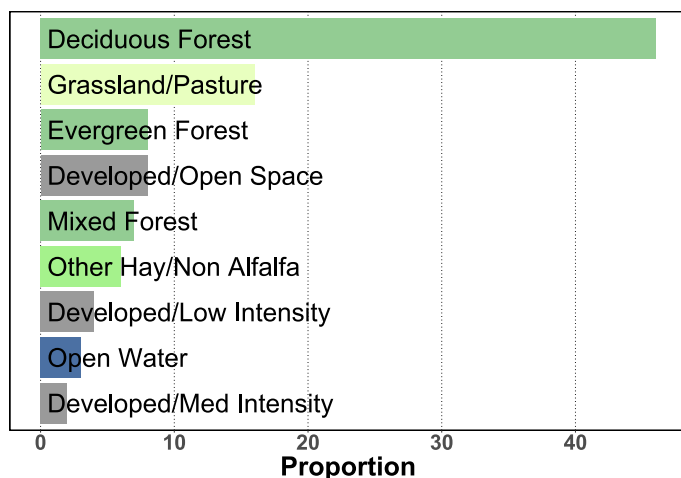 Deciduous Forest
Grassland/Pasture
Evergreen Forest
Developed/Open Space
Mixed Forest
Other Hay/Non Alfalfa
Developed/Low Intensity
Open Water
Developed/Med Intensity
0 10 20 30 40
Proportion